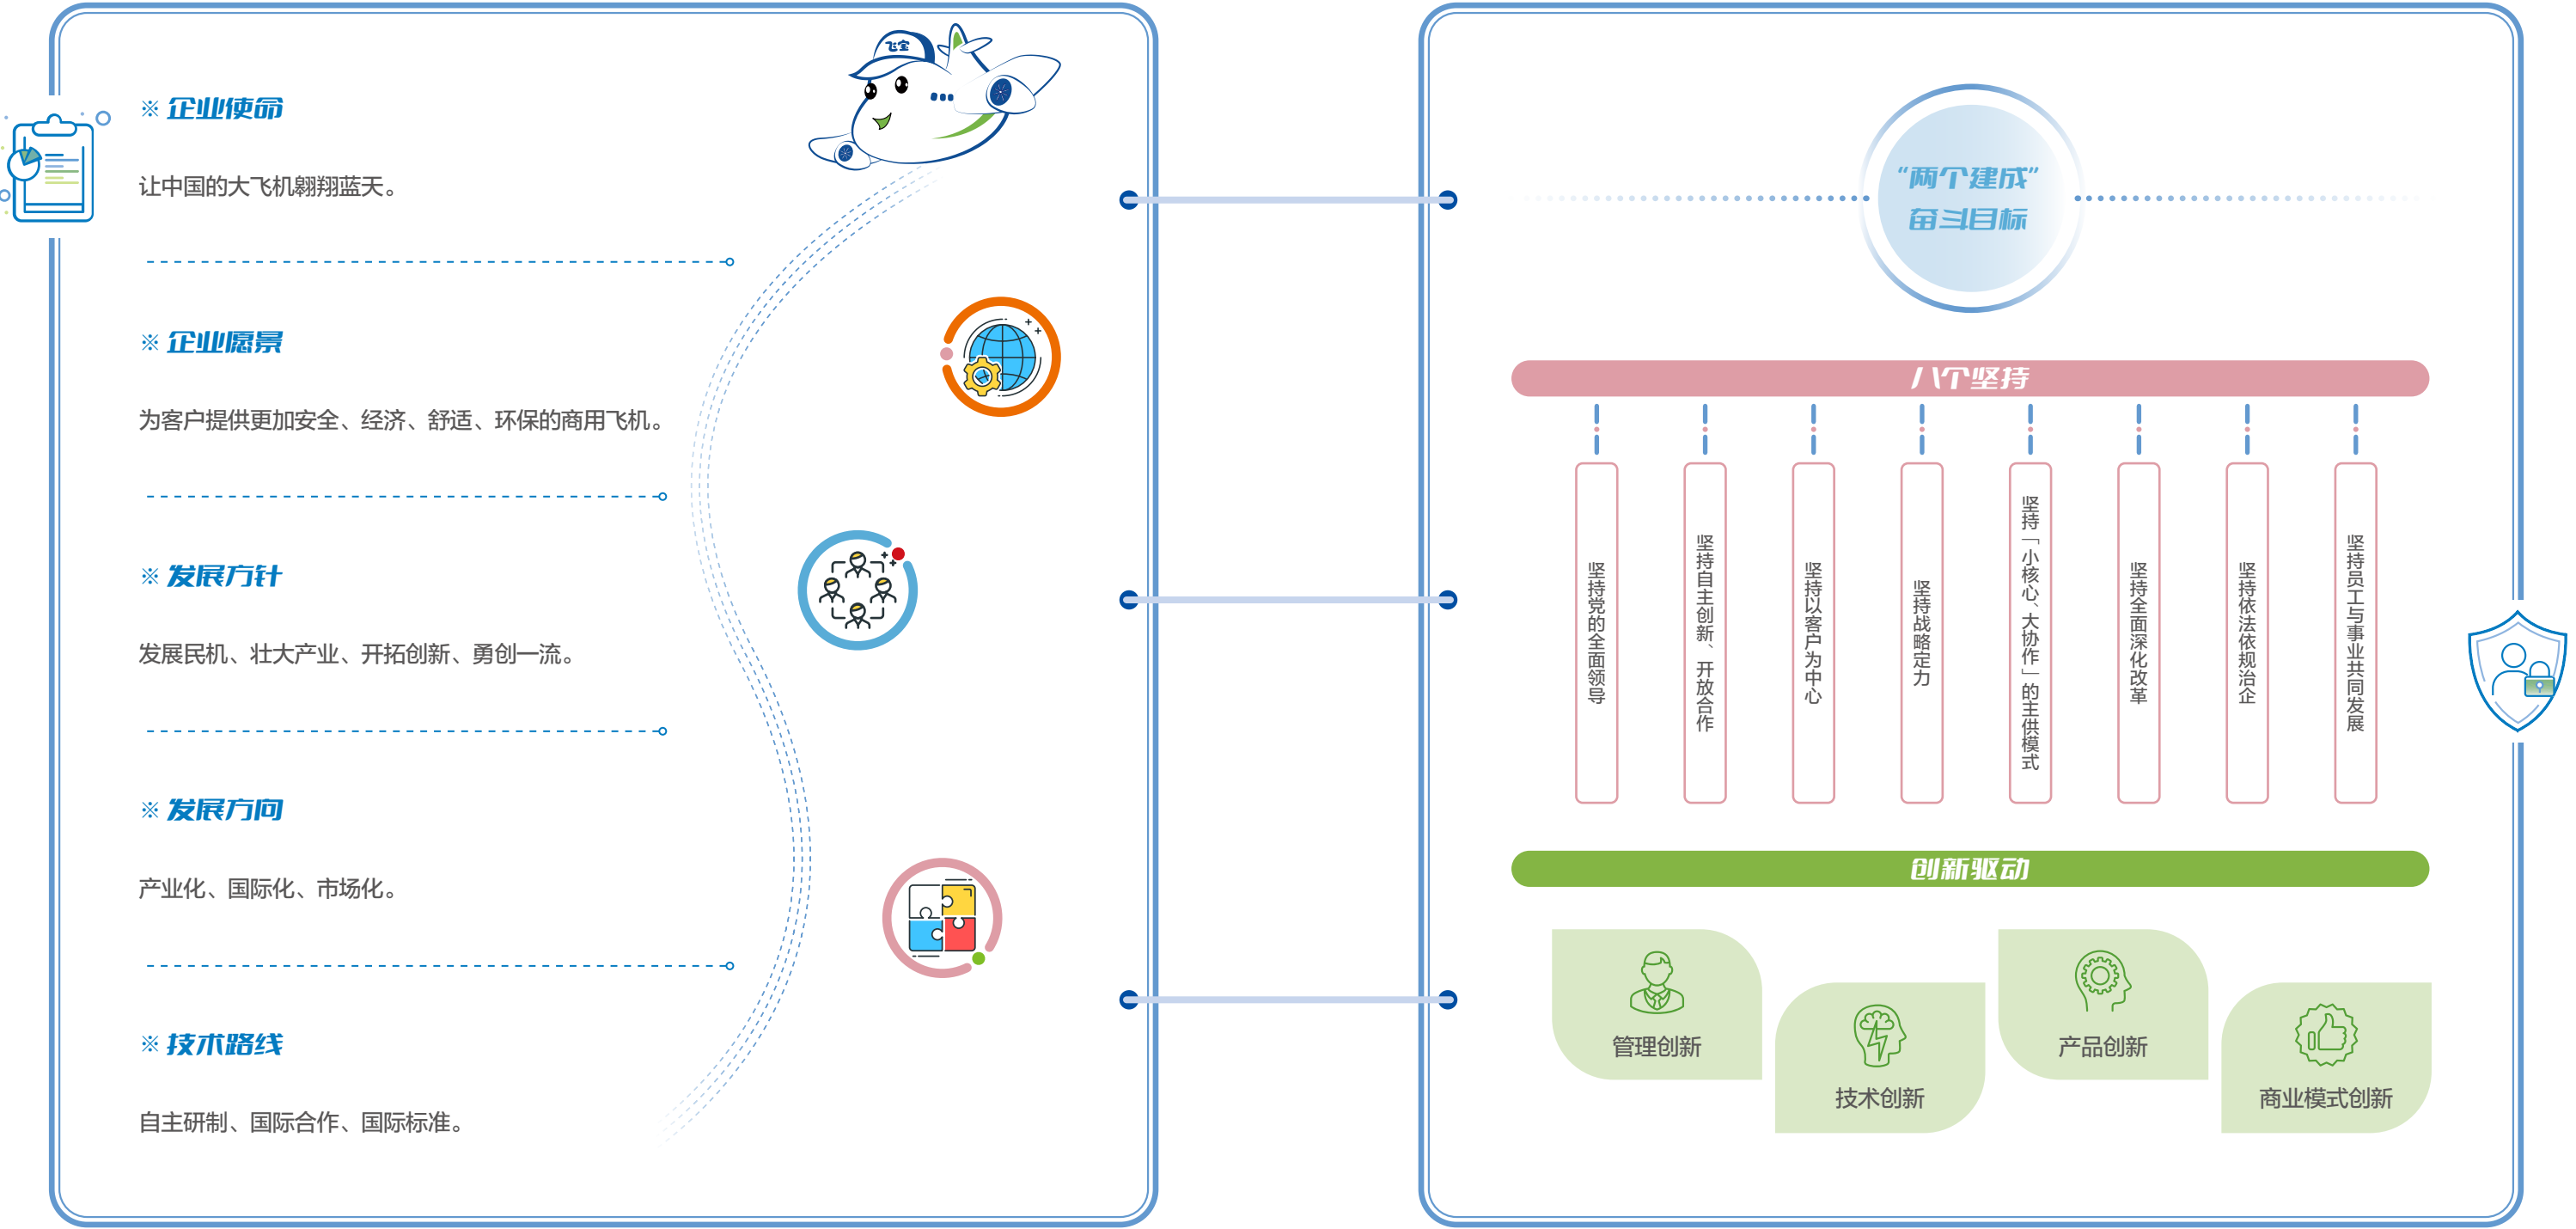 飞宝
※ 企业使命
让中国的大飞机翱翔蓝天。
※ 企业愿景
为客户提供更加安全、经济、舒适、环保的商用飞机。
※ 发展方针
发展民机、壮大产业、开拓创新、勇创一流。
※ 发展方向
产业化、国际化、市场化。
※ 技术路线
自主研制、国际合作、国际标准。
“两个建成”
奋斗目标
八个坚持
坚持党的全面领导
坚持自主创新、开放合作
坚持以客户为中心
坚持战略定力
坚持「小核心、大协作」的主供模式
坚持全面深化改革
坚持依法依规治企
坚持员工与事业共同发展
创新驱动
管理创新
技术创新
产品创新
商业模式创新